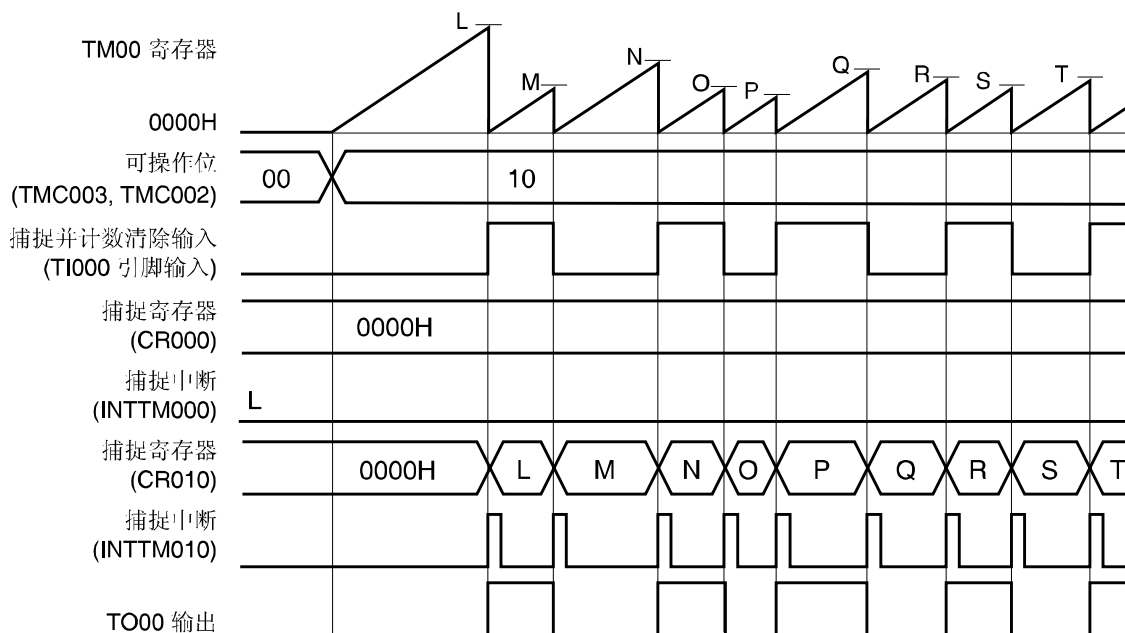 L
TM00 寄存器
N
Q
R
S
T
M
O
P
0000H
可操作位
(TMC003, TMC002)
00
10
捕捉并计数清除输入
(TI000 引脚输入)
捕捉寄存器
(CR000)
0000H
捕捉中断
(INTTM000)
L
捕捉寄存器
(CR010)
0000H
L
M
N
O
P
Q
R
S
T
捕捉中断
(INTTM010)
TO00 输出